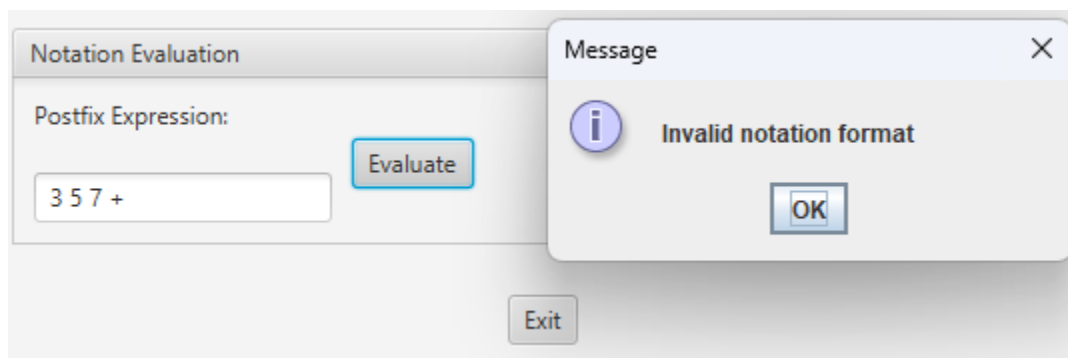 Notation Evaluation
Postfix Expression:
Evaluate
3 5 7 +
Exit
Message
Invalid notation format
OK